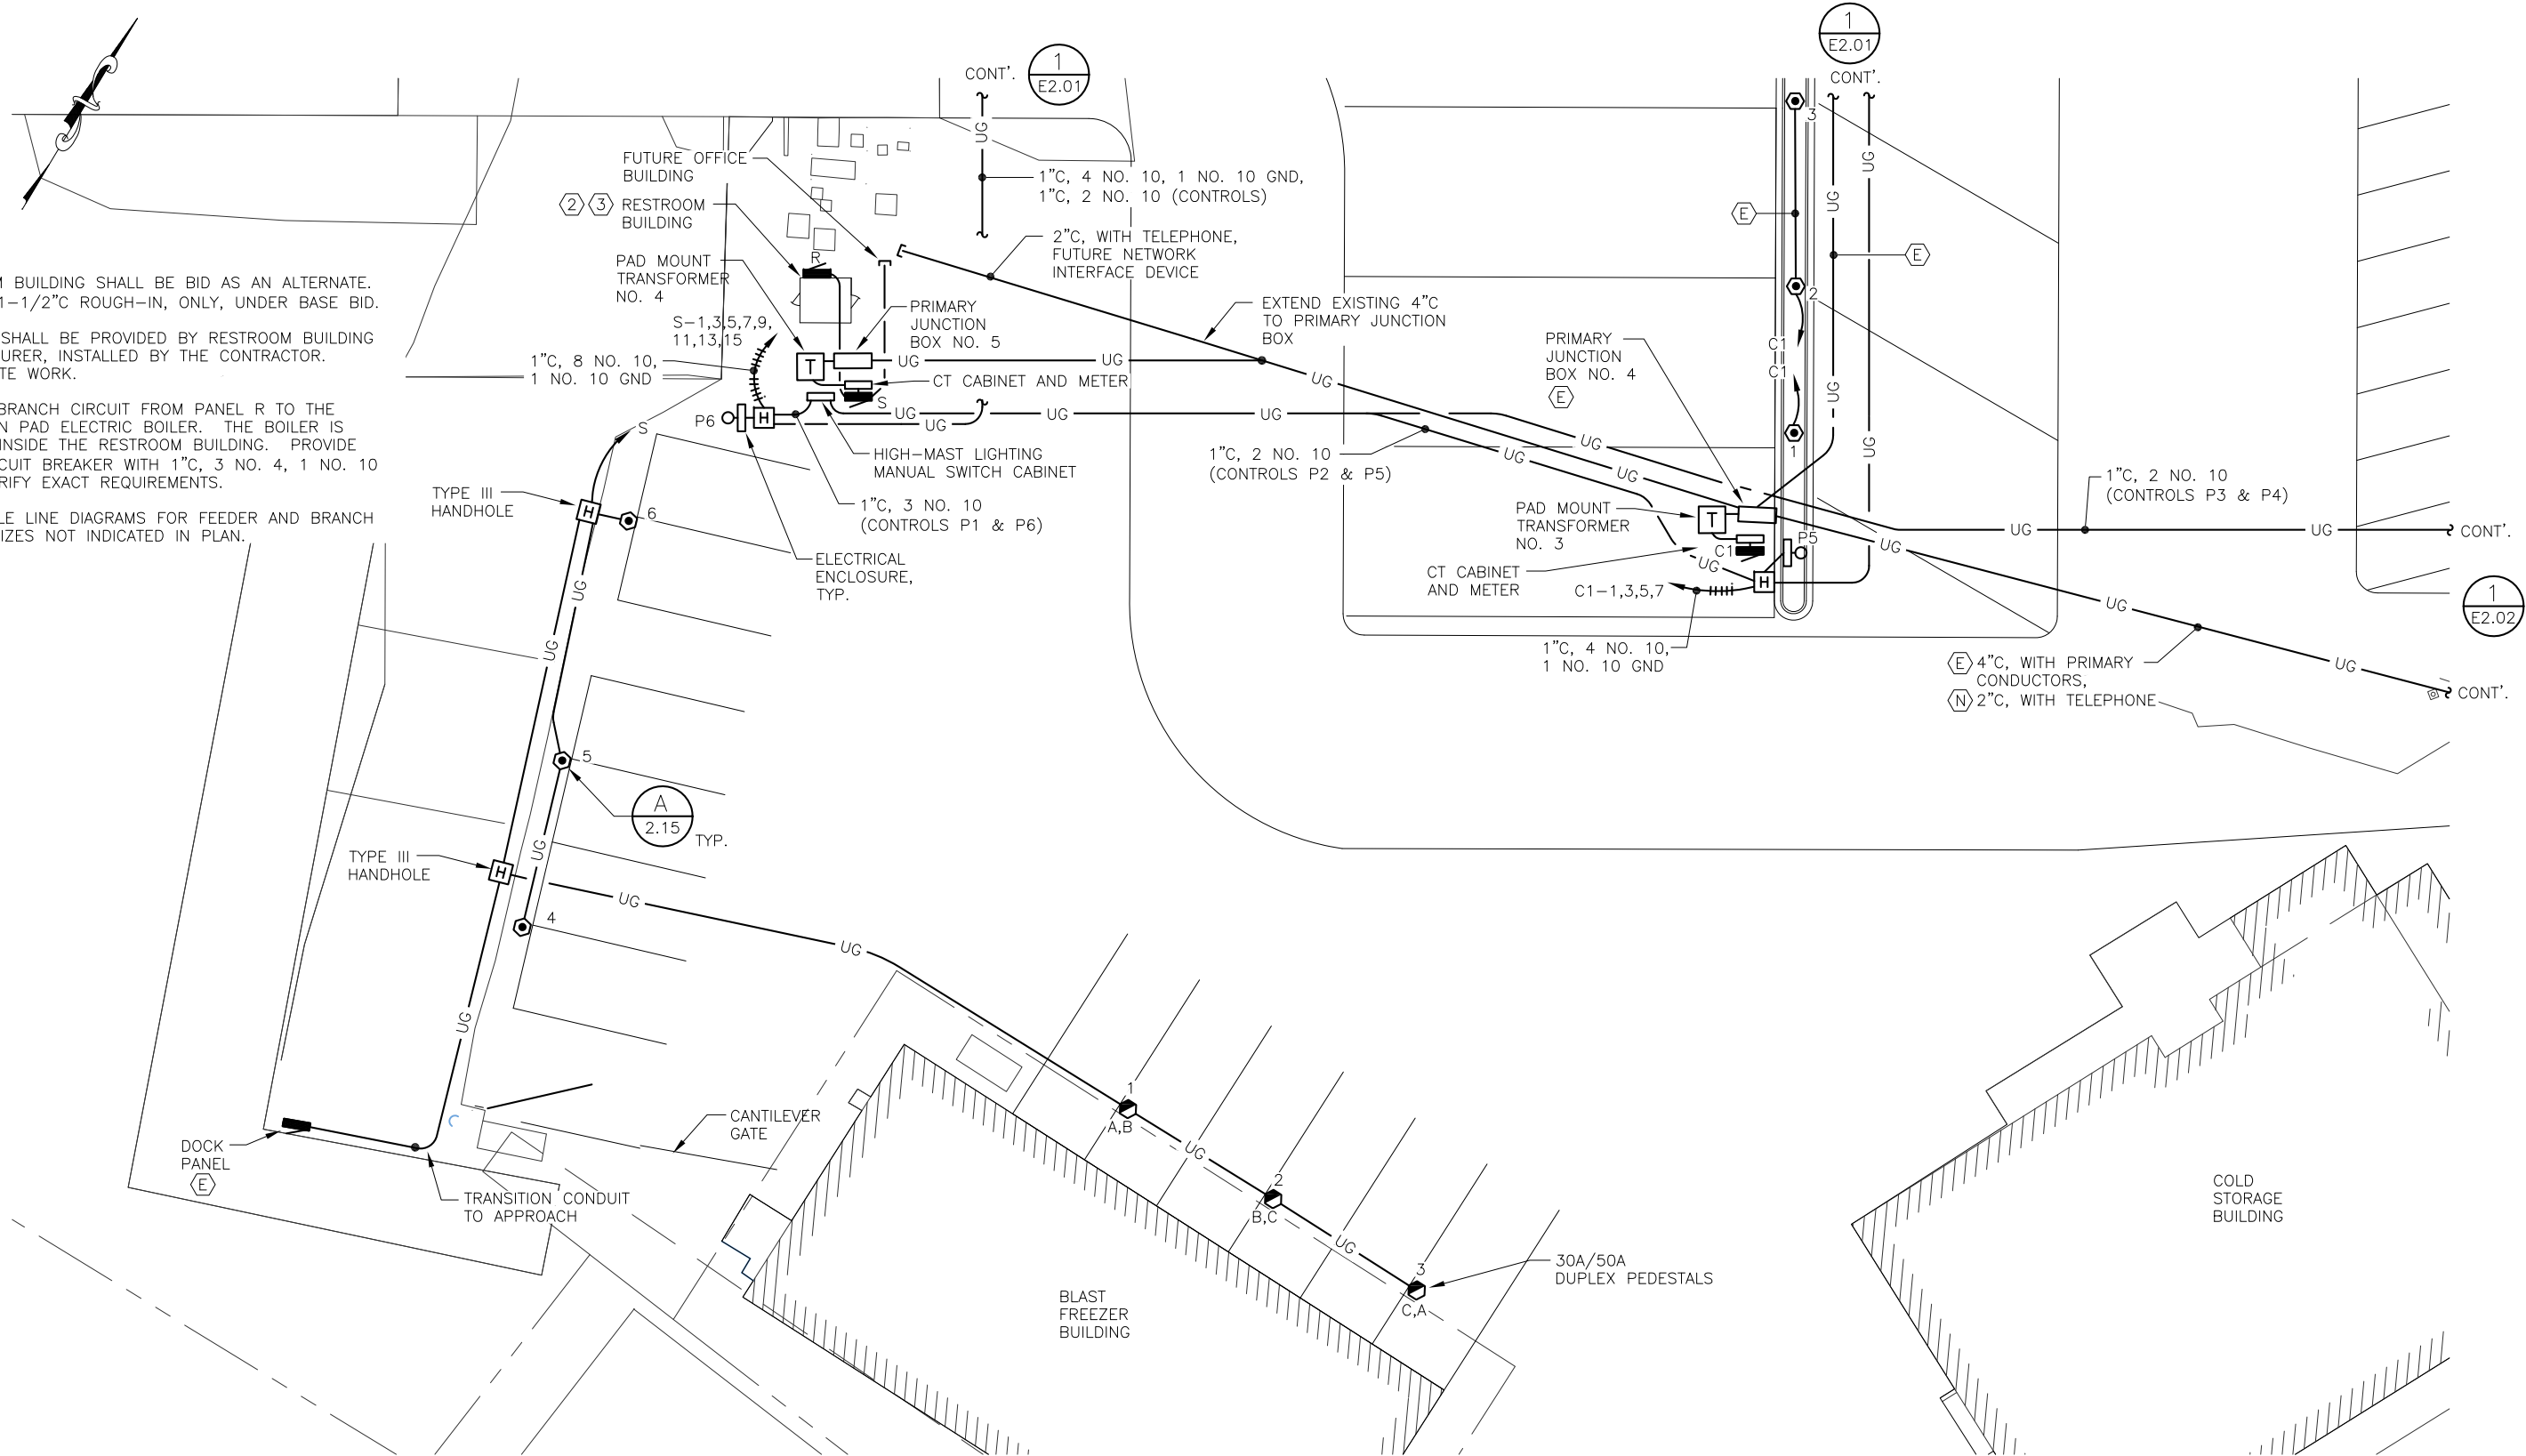 1
E2.01
CONT'.
1
E2.01
CONT'.
UG
3
FUTURE OFFICE
BUILDING
1"C, 4 NO. 10, 1 NO. 10 GND,
1"C, 2 NO. 10 (CONTROLS)
UG
UG
2 3 RESTROOM
BUILDING
E
2"C, WITH TELEPHONE,
FUTURE NETWORK
INTERFACE DEVICE
E
R
PAD MOUNT
TRANSFORMER
NO. 4
BUILDING SHALL BE BID AS AN ALTERNATE.
1-1/2"C ROUGH-IN, ONLY, UNDER BASE BID.
SHALL BE PROVIDED BY RESTROOM BUILDING
URER, INSTALLED BY THE CONTRACTOR.
TE WORK.
BRANCH CIRCUIT FROM PANEL R TO THE
N PAD ELECTRIC BOILER. THE BOILER IS
INSIDE THE RESTROOM BUILDING. PROVIDE
CUIT BREAKER WITH 1"C, 3 NO. 4, 1 NO. 10
RIFY EXACT REQUIREMENTS.
LE LINE DIAGRAMS FOR FEEDER AND BRANCH
IZES NOT INDICATED IN PLAN.
2
PRIMARY
JUNCTION
BOX NO. 5
EXTEND EXISTING 4"C
TO PRIMARY JUNCTION
BOX
S-1,3,5,7,9,
11,13,15
1"C, 8 NO. 10,
1 NO. 10 GND
T
UG
UG
UG
CT CABINET AND METER
S
PRIMARY
JUNCTION
BOX NO. 4
E
C1
C1
UG
P6
H
UG
UG
UG
UG
UG
UG
UG
UG
1
S
HIGH-MAST LIGHTING
MANUAL SWITCH CABINET
1"C, 2 NO. 10
(CONTROLS P2 & P5)
1"C, 2 NO. 10
(CONTROLS P3 & P4)
TYPE III
HANDHOLE
H
6
1"C, 3 NO. 10
(CONTROLS P1 & P6)
PAD MOUNT
TRANSFORMER
NO. 3
T
UG
UG
CONT'.
P5
C1
UG
UG
ELECTRICAL
ENCLOSURE,
TYP.
CT CABINET
AND METER
H
C1-1,3,5,7
UG
UG
1
E2.02
1"C, 4 NO. 10,
1 NO. 10 GND
UG
E 4"C, WITH PRIMARY
CONDUCTORS,
N 2"C, WITH TELEPHONE
UG
CONT'.
5
A
2.15
TYP.
TYPE III
HANDHOLE
H
UG
UG
4
UG
UG
1
A,B
DOCK
PANEL
E
CANTILEVER
GATE
UG
2
B,C
TRANSITION CONDUIT
TO APPROACH
UG
3
C,A
30A/50A
DUPLEX PEDESTALS
BLAST
FREEZER
BUILDING
COLD
STORAGE
BUILDING